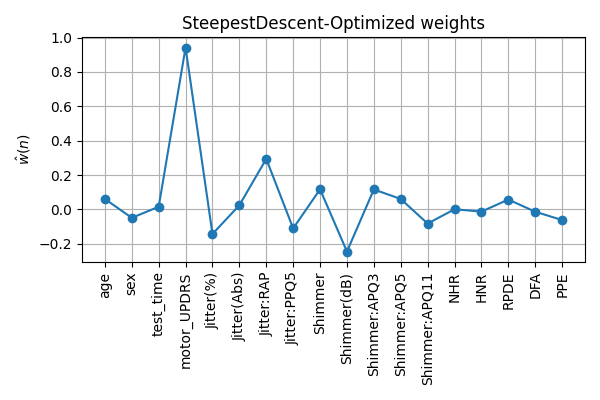 SteepestDescent-Optimized weights
ŵ(n)
1.0
0.8
0.6
0.4
0.2
0.0
−0.2
age
sex
test_time
motor_UPDRS
Jitter(%)
Jitter(Abs)
Jitter:RAP
Jitter:PPQ5
Shimmer
Shimmer(dB)
Shimmer:APQ3
Shimmer:APQ5
Shimmer:APQ11
NHR
HNR
RPDE
DFA
PPE